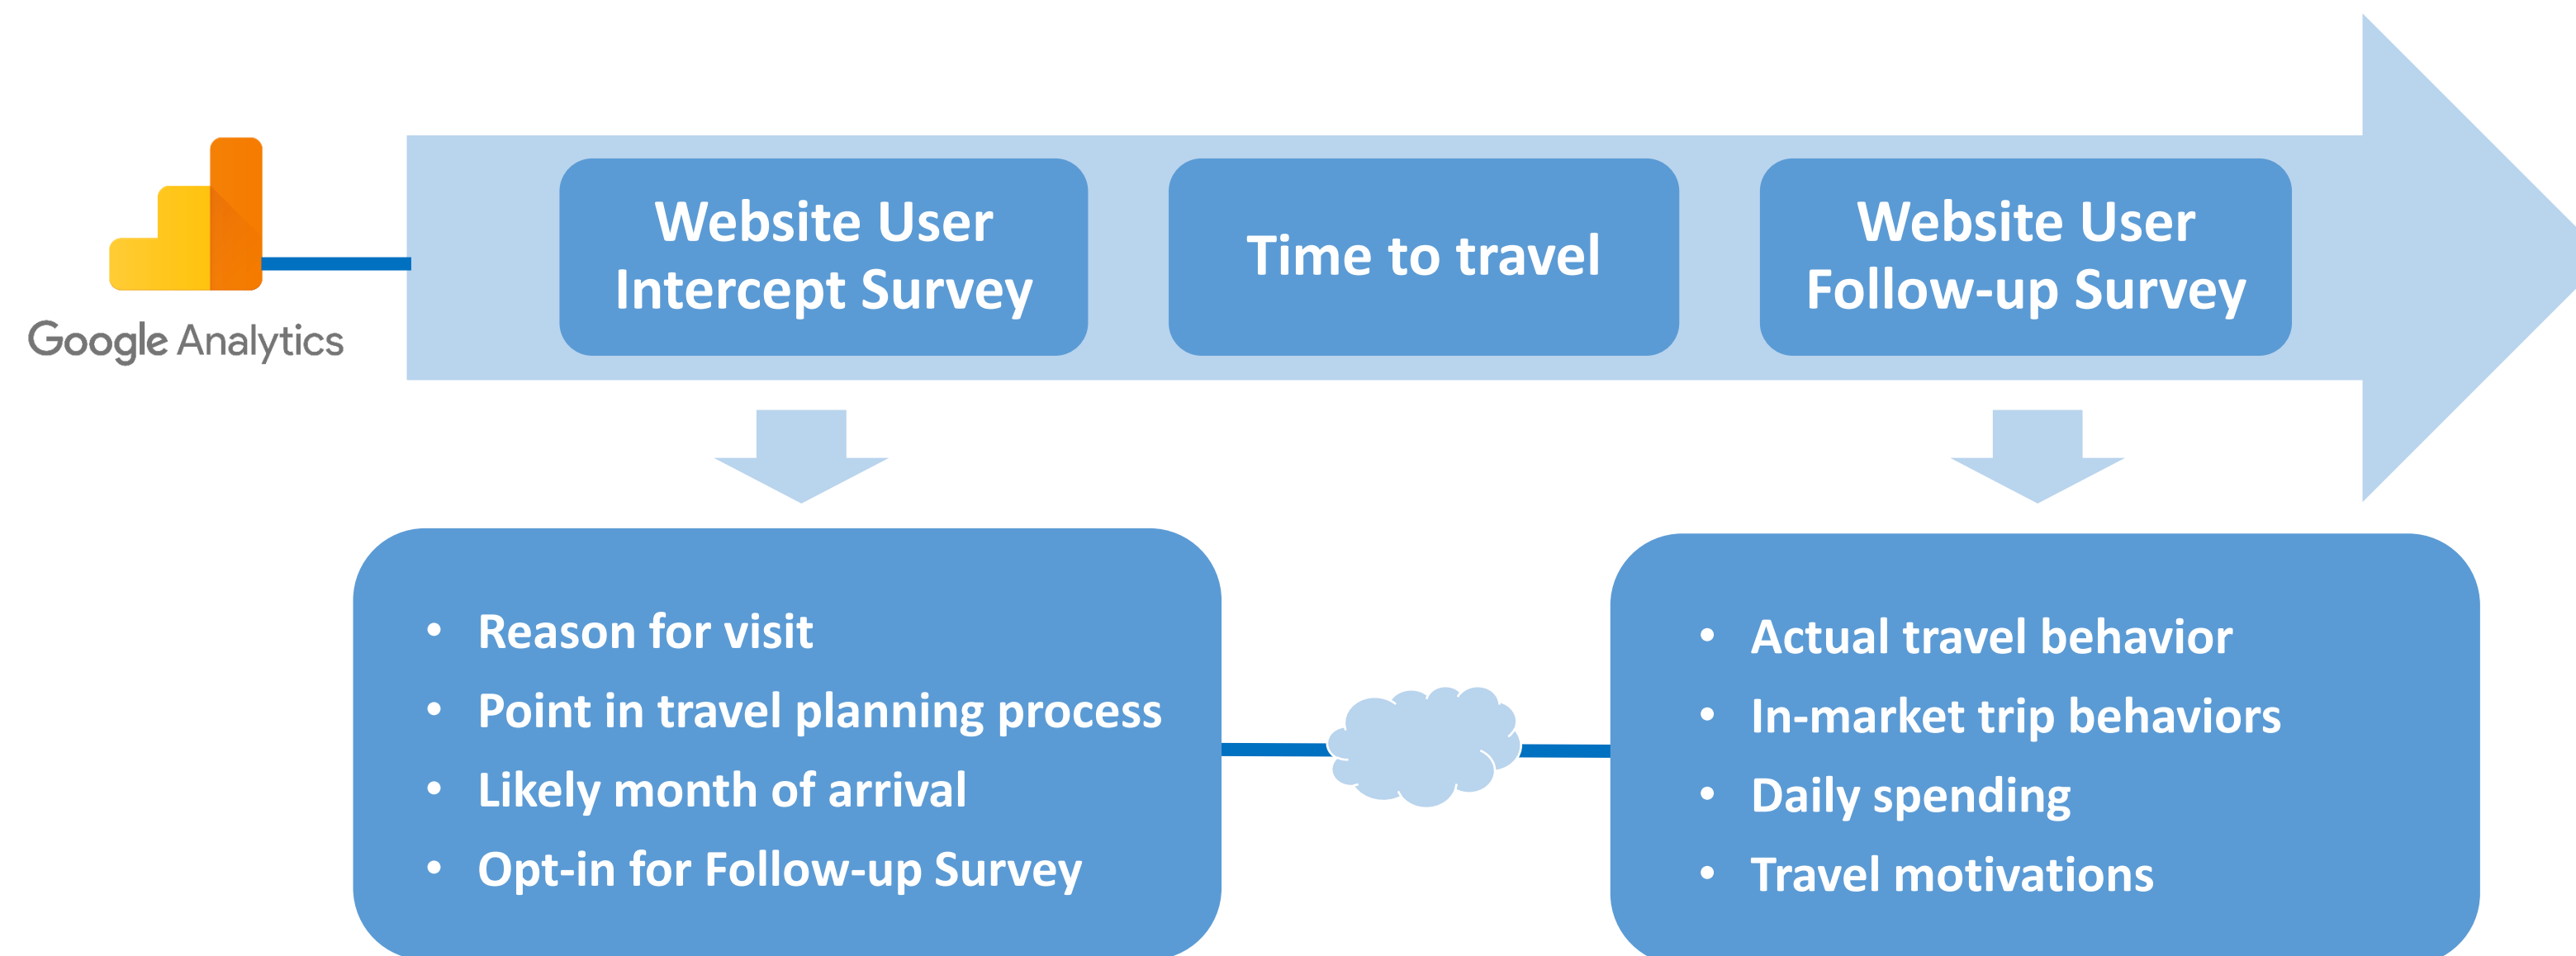 Google Analytics
Website User
Intercept Survey
Time to travel
Website User
Follow-up Survey
• Reason for visit
• Point in travel planning process
• Likely month of arrival
• Opt-in for Follow-up Survey
• Actual travel behavior
• In-market trip behaviors
• Daily spending
• Travel motivations